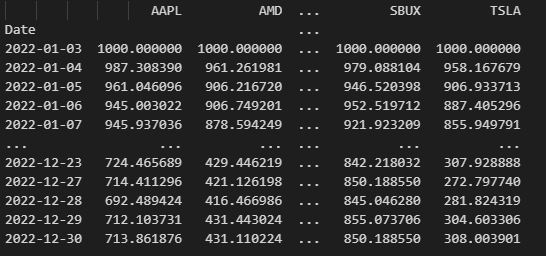 AAPL AMD ... SBUX TSLA
Date ...
2022-01-03 1000.000000 1000.000000 ... 1000.000000 1000.000000
2022-01-04 987.308390 961.261981 ... 979.088104 958.167679
2022-01-05 961.046096 906.216720 ... 946.520398 906.933713
2022-01-06 945.003022 906.749201 ... 952.519712 887.405296
2022-01-07 945.937036 878.594249 ... 921.923209 855.949791
... ... ... ... ... ...
2022-12-23 724.465689 429.446219 ... 842.218032 307.928888
2022-12-27 714.411296 421.126198 ... 850.188550 272.797740
2022-12-28 692.489424 416.466986 ... 845.046280 281.824319
2022-12-29 712.103731 431.443024 ... 855.073706 304.603306
2022-12-30 713.861876 431.110224 ... 850.188550 308.003901